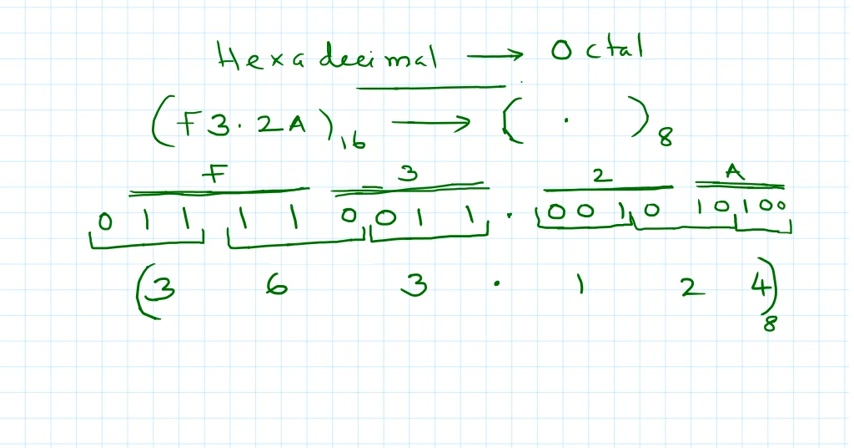 Hexadecimal → Octal
(F3.2A)16 → ( . )8
F 3 2 A
0 1 1 1 1 0 0 1 1 . 0 0 1 0 1 0 1 0 0
(3 6 3 . 1 2 4)8